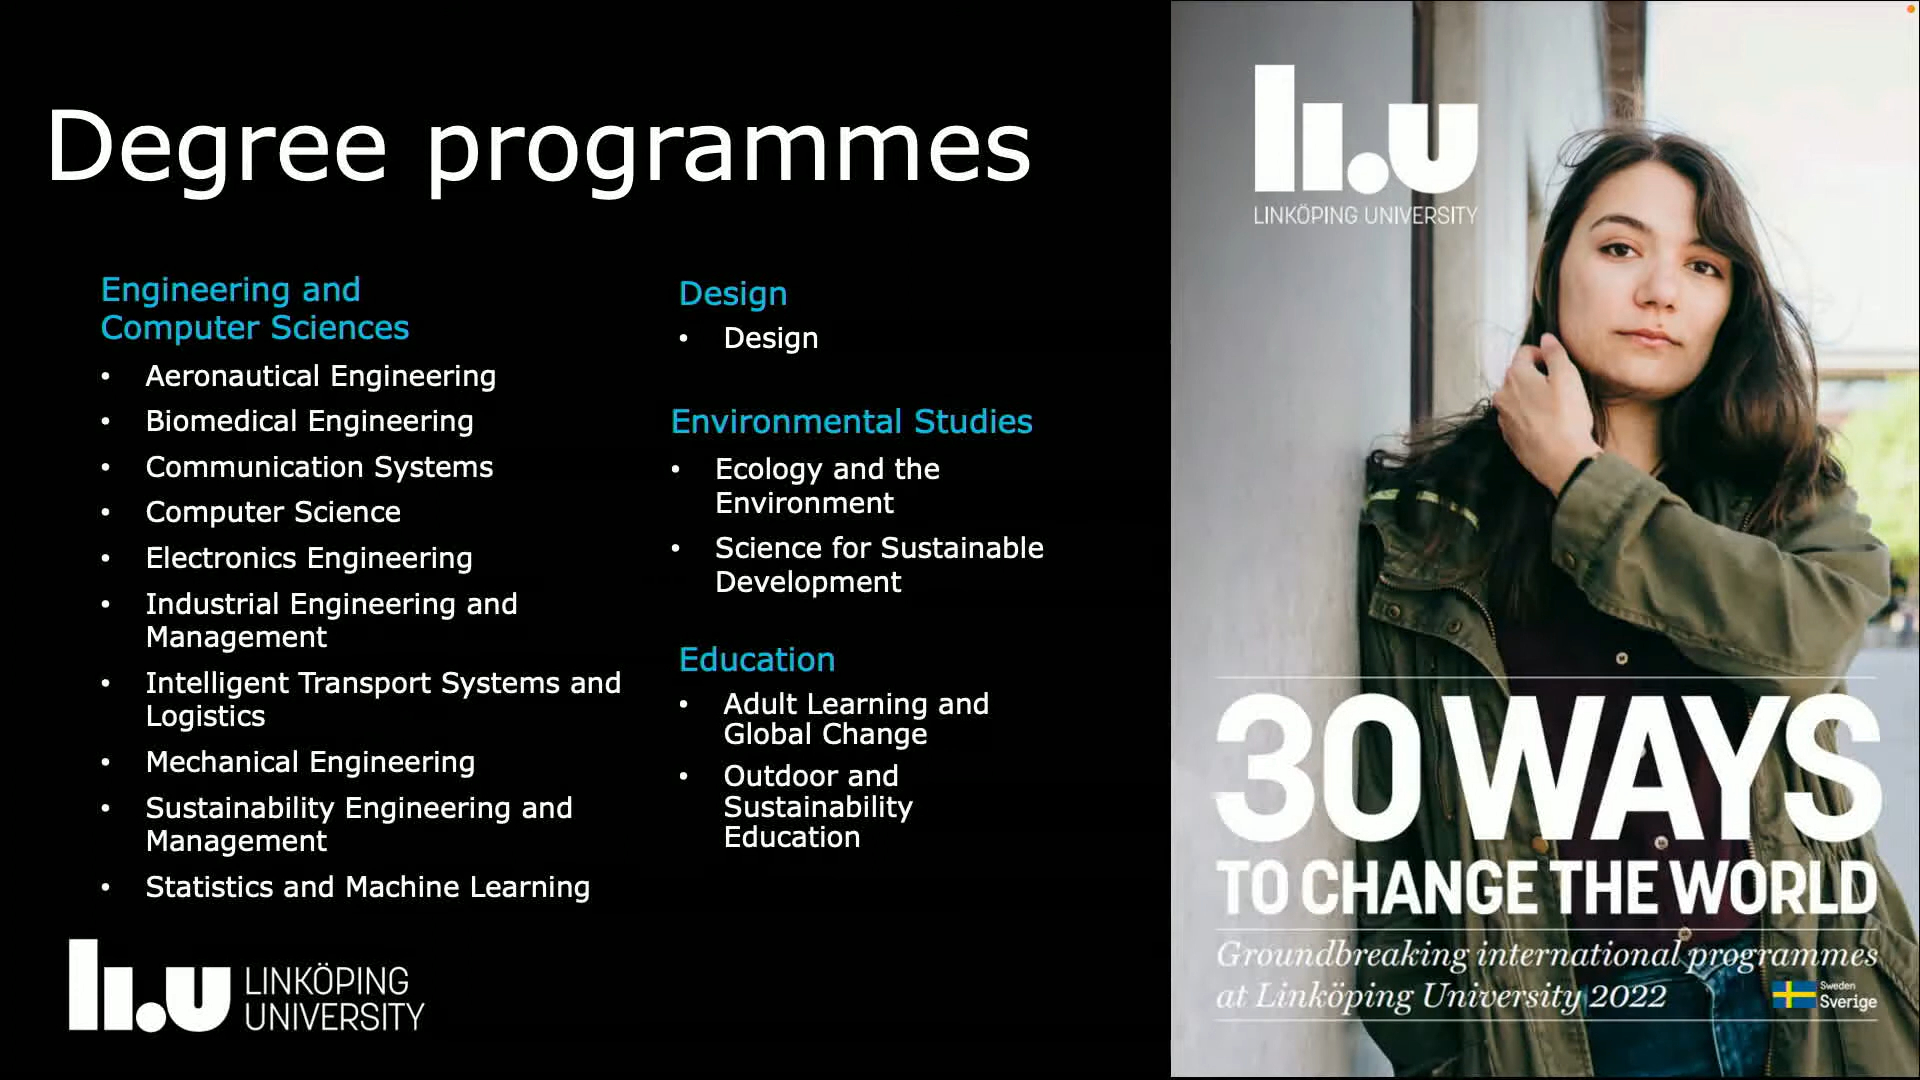 Degree programmes
Engineering and
Computer Sciences
• Aeronautical Engineering
• Biomedical Engineering
• Communication Systems
• Computer Science
• Electronics Engineering
• Industrial Engineering and
Management
• Intelligent Transport Systems and
Logistics
• Mechanical Engineering
• Sustainability Engineering and
Management
• Statistics and Machine Learning
Design
• Design
Environmental Studies
• Ecology and the
Environment
• Science for Sustainable
Development
Education
• Adult Learning and
Global Change
• Outdoor and
Sustainability
Education
li.u LINKÖPING
UNIVERSITY
li.u
LINKÖPING UNIVERSITY
30 WAYS
TO CHANGE THE WORLD
Groundbreaking international programmes
at Linköping University 2022
Sweden
Sverige